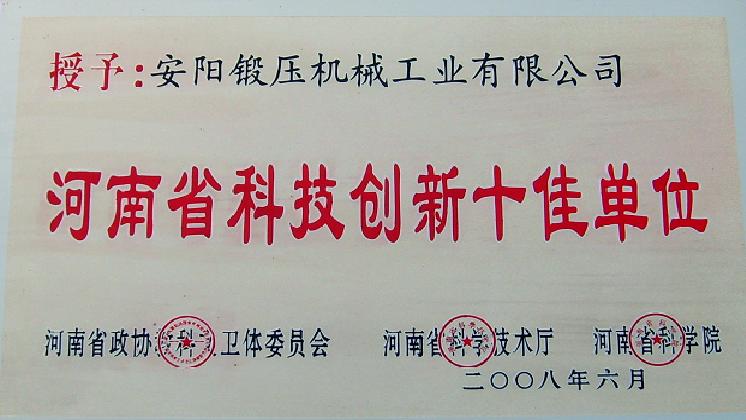 授予:安阳锻压机械工业有限公司
河南省科技创新十佳单位
河南省政协科卫体委员会 河南省科学技术厅 河南省科学院
二〇〇八年六月